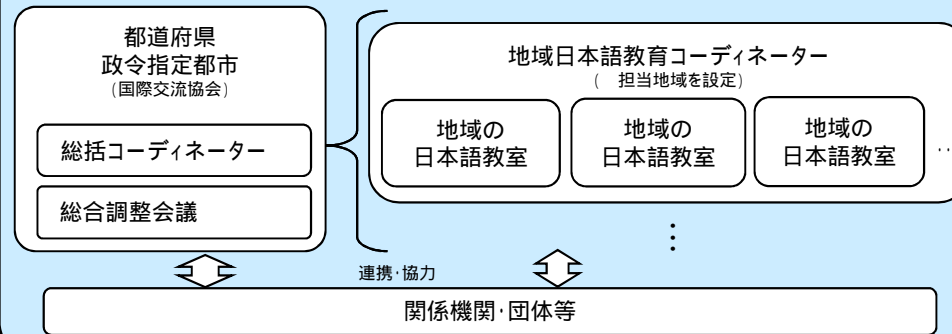 都道府県
政令指定都市
(国際交流協会)
総括コーディネーター
総合調整会議
地域日本語教育コーディネーター
( 担当地域を設定)
地域の
日本語教室
地域の
日本語教室
地域の
日本語教室
…
⋮
連携・協力
関係機関・団体等